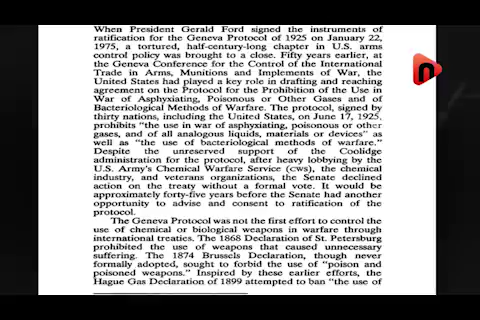 When President Gerald Ford signed the instruments of
ratification for the Geneva Protocol of 1925 on January 22,
1975, a tortured, half-century-long chapter in U.S. arms
control policy was brought to a close. Fifty years earlier, at
the Geneva Conference for the Control of the International
Trade in Arms, Munitions and Implements of War, the
United States had played a key role in drafting and reaching
agreement on the Protocol for the Prohibition of the Use in
War of Asphyxiating, Poisonous or Other Gases and of
Bacteriological Methods of Warfare. The protocol, signed by
thirty nations, including the United States, on June 17, 1925,
prohibits "the use in war of asphyxiating, poisonous or other
gases, and of all analogous liquids, materials or devices" as
well as "the use of bacteriological methods of warfare."
Despite the unreserved support of the Coolidge
administration for the protocol, after heavy lobbying by the
U.S. Army's Chemical Warfare Service (CWS), the chemical
industry, and veterans organizations, the Senate declined
action on the treaty without a formal vote. It would be
approximately forty-five years before the Senate had another
opportunity to advise and consent to ratification of the
protocol.
The Geneva Protocol was not the first effort to control the
use of chemical or biological weapons in warfare through
international treaties. The 1868 Declaration of St. Petersburg
prohibited the use of weapons that caused unnecessary
suffering. The 1874 Brussels Declaration, though never
formally adopted, sought to forbid the use of "poison and
poisoned weapons." Inspired by these earlier efforts, the
Hague Gas Declaration of 1899 attempted to ban "the use of